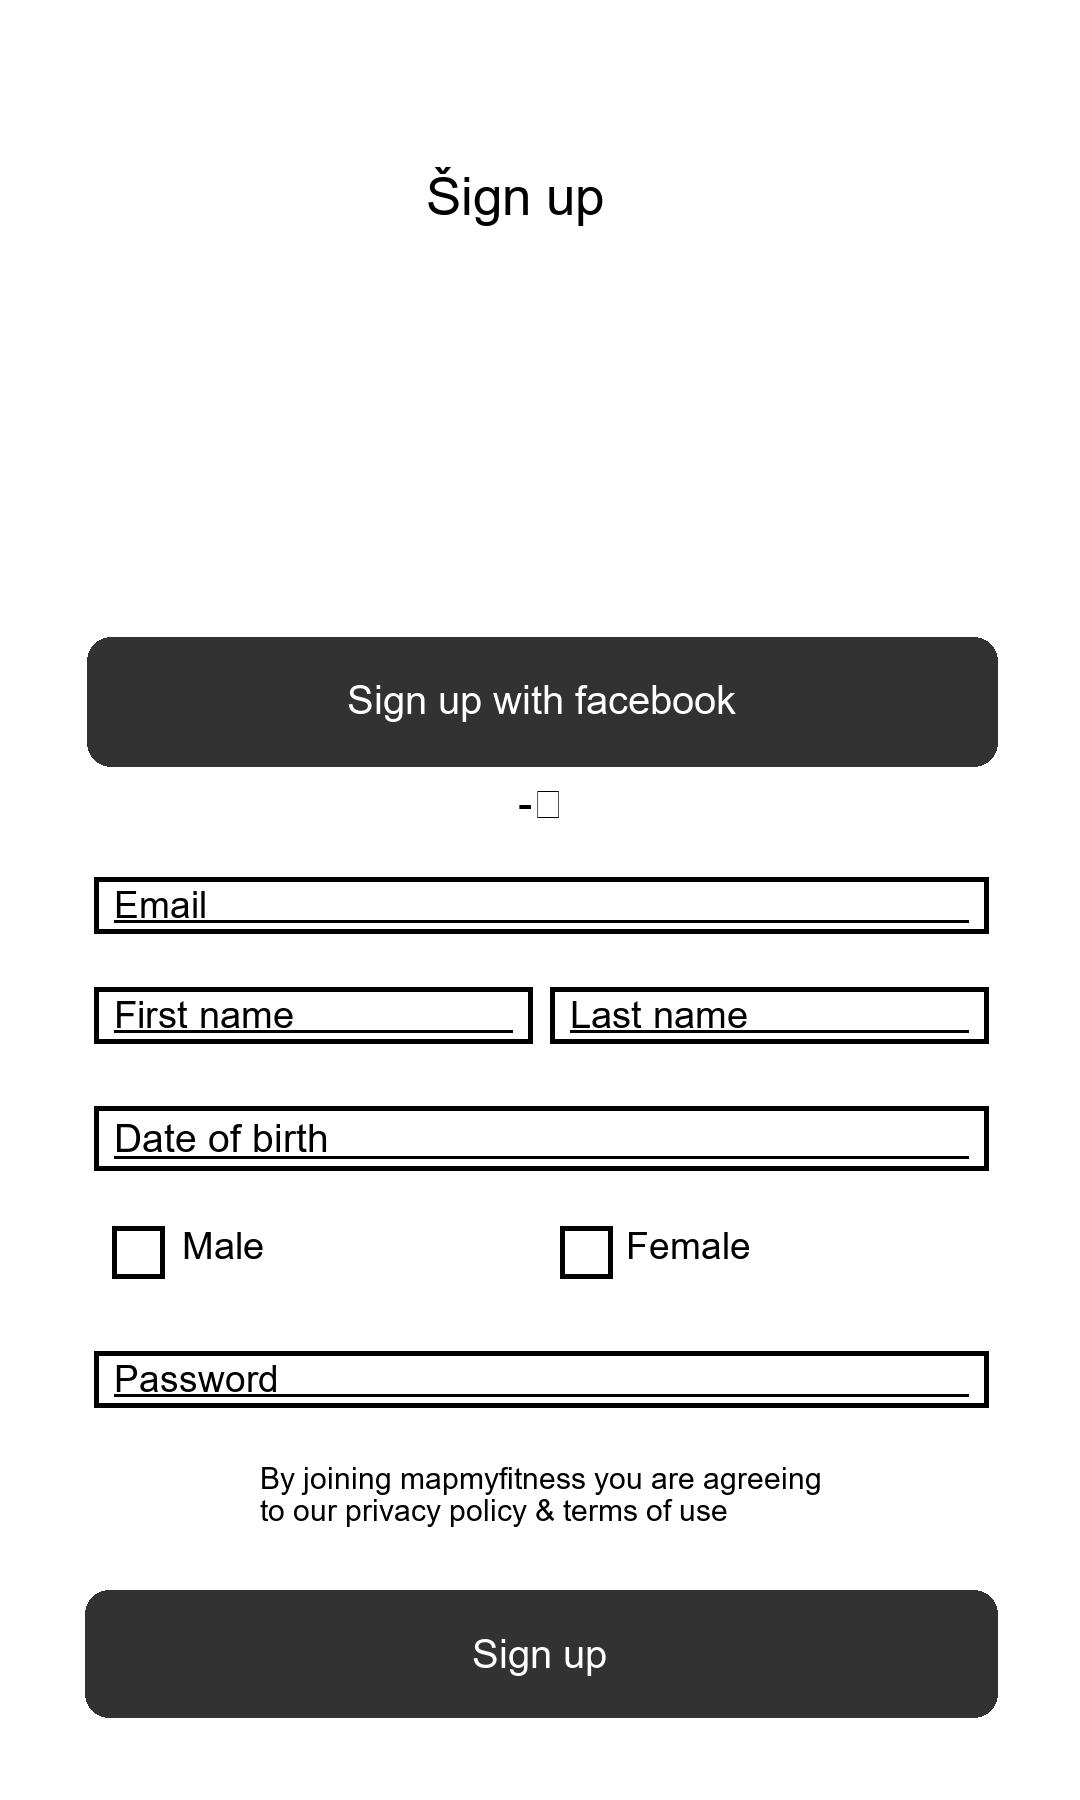 Šign up
Sign up with facebook
-□
Email
First name
Last name
Date of birth
Male
Female
Password
By joining mapmyfitness you are agreeing
to our privacy policy & terms of use
Sign up